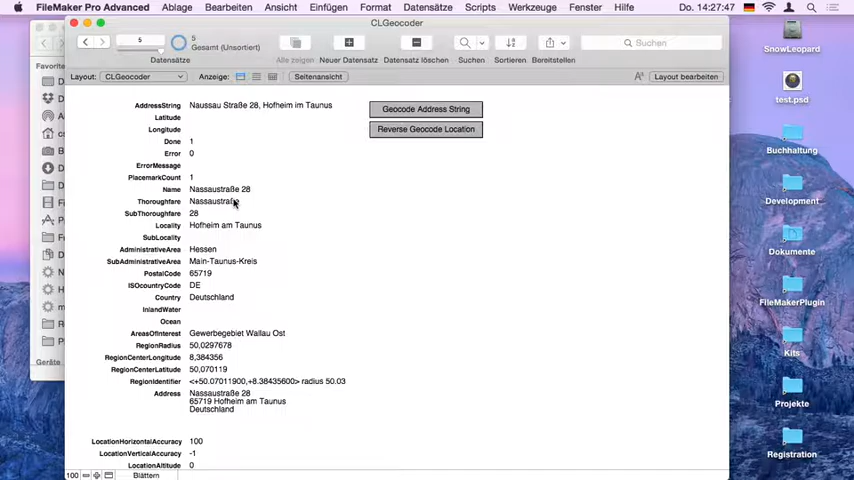 FileMaker Pro Advanced Ablage Bearbeiten Ansicht Einfügen Format Datensätze Scripts Werkzeuge Fenster Hilfe Do. 14:27:47
CLGeocoder
5
5
Gesamt (Unsortiert)
Datensätze
Alle zeigen
Neuer Datensatz
Datensatz löschen
Suchen
Sortieren
Bereitstellen
Suchen
Layout: CLGeocoder Anzeige: Seitenansicht Layout bearbeiten
AddressString Naussau Straße 28, Hofheim im Taunus
Latitude
Longitude
Done 1
Error 0
ErrorMessage
PlacemarkCount 1
Name Nassaustraße 28
Thoroughfare Nassaustraße
SubThoroughfare 28
Locality Hofheim am Taunus
SubLocality
AdministrativeArea Hessen
SubAdministrativeArea Main-Taunus-Kreis
PostalCode 65719
ISOcountryCode DE
Country Deutschland
InlandWater
Ocean
AreasOfInterest Gewerbegebiet Wallau Ost
RegionRadius 50,0297678
RegionCenterLongitude 8,384356
RegionCenterLatitude 50,070119
RegionIdentifier <+50.07011900,+8.38435600> radius 50.03
Address Nassaustraße 28
65719 Hofheim am Taunus
Deutschland
LocationHorizontalAccuracy 100
LocationVerticalAccuracy -1
LocationAltitude 0
100 Blättern
Geocode Address String
Reverse Geocode Location
Favoriten
Geräte
SnowLeopard
test.psd
Buchhaltung
Development
Dokumente
FileMakerPlugin
Kits
Projekte
Registration